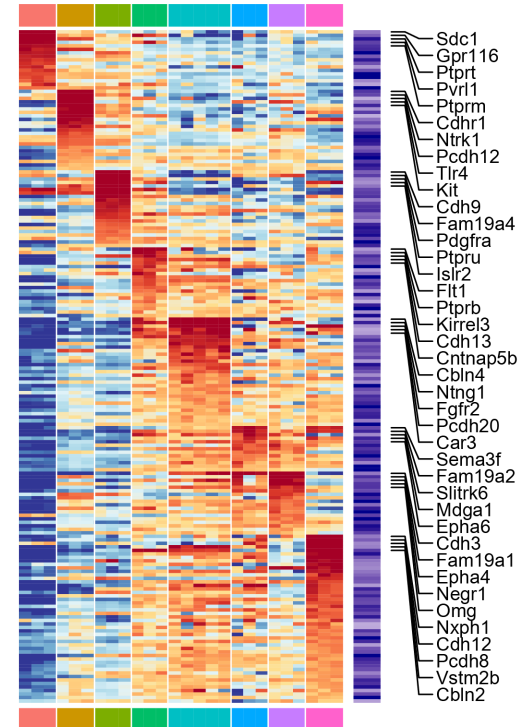 Sdc1
Gpr116
Ptprt
Pvrl1
Ptprm
Cdhr1
Ntrk1
Pcdh12
Tlr4
Kit
Cdh9
Fam19a4
Pdgfra
Ptpru
Islr2
Flt1
Ptprb
Kirrel3
Cdh13
Cntnap5b
Cbln4
Ntng1
Fgfr2
Pcdh20
Car3
Sema3f
Fam19a2
Slitrk6
Mdga1
Epha6
Cdh3
Fam19a1
Epha4
Negr1
Omg
Nxph1
Cdh12
Pcdh8
Vstm2b
Cbln2